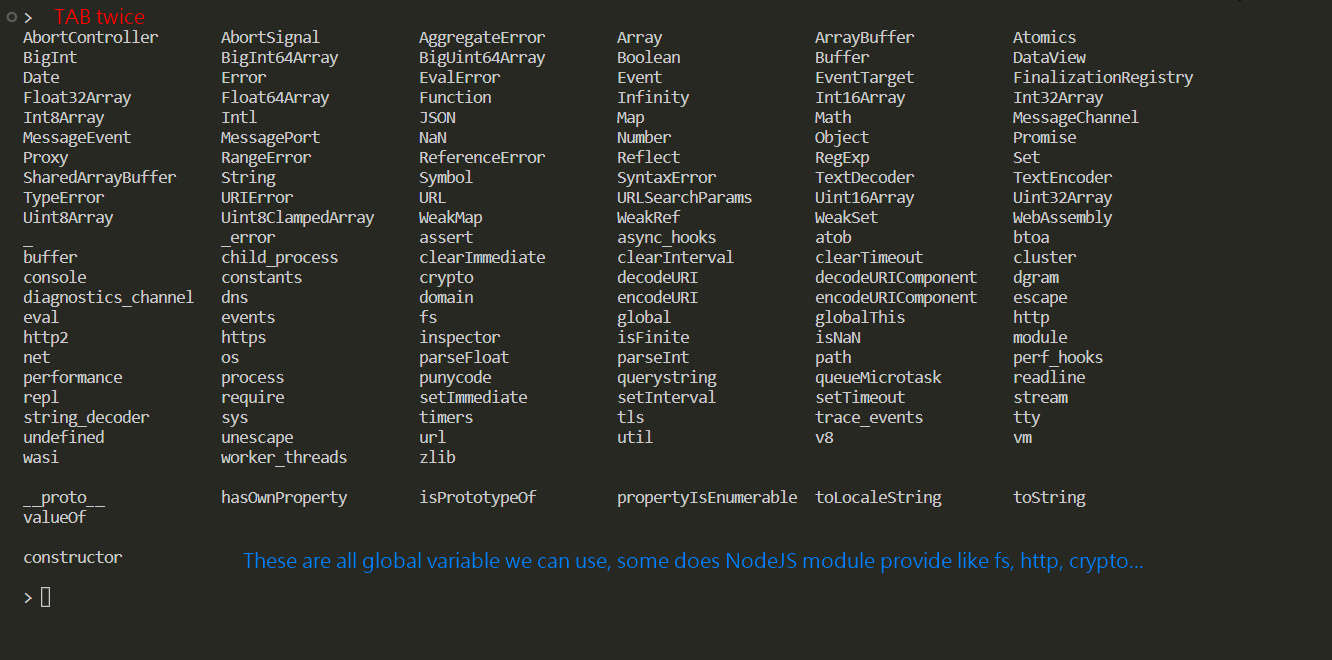 > TAB twice
AbortController AbortSignal AggregateError Array ArrayBuffer Atomics
BigInt BigInt64Array BigUint64Array Boolean Buffer DataView
Date Error EvalError Event EventTarget FinalizationRegistry
Float32Array Float64Array Function Infinity Int16Array Int32Array
Int8Array Intl JSON Map Math MessageChannel
MessageEvent MessagePort NaN Number Object Promise
Proxy RangeError ReferenceError Reflect RegExp Set
SharedArrayBuffer String Symbol SyntaxError TextDecoder TextEncoder
TypeError URIError URL URLSearchParams Uint16Array Uint32Array
Uint8Array Uint8ClampedArray WeakMap WeakRef WeakSet WebAssembly
_ _error assert async_hooks atob btoa
buffer child_process clearImmediate clearInterval clearTimeout cluster
console constants crypto decodeURI decodeURIComponent dgram
diagnostics_channel dns domain encodeURI encodeURIComponent escape
eval events fs global globalThis http
http2 https inspector isFinite isNaN module
net os parseFloat parseInt path perf_hooks
performance process punycode querystring queueMicrotask readline
repl require setImmediate setInterval setTimeout stream
string_decoder sys timers tls trace_events tty
undefined unescape url util v8 vm
wasi worker_threads zlib
__proto__ hasOwnProperty isPrototypeOf propertyIsEnumerable toLocaleString toString
valueOf
constructor These are all global variable we can use, some does NodeJS module provide like fs, http, crypto...
>